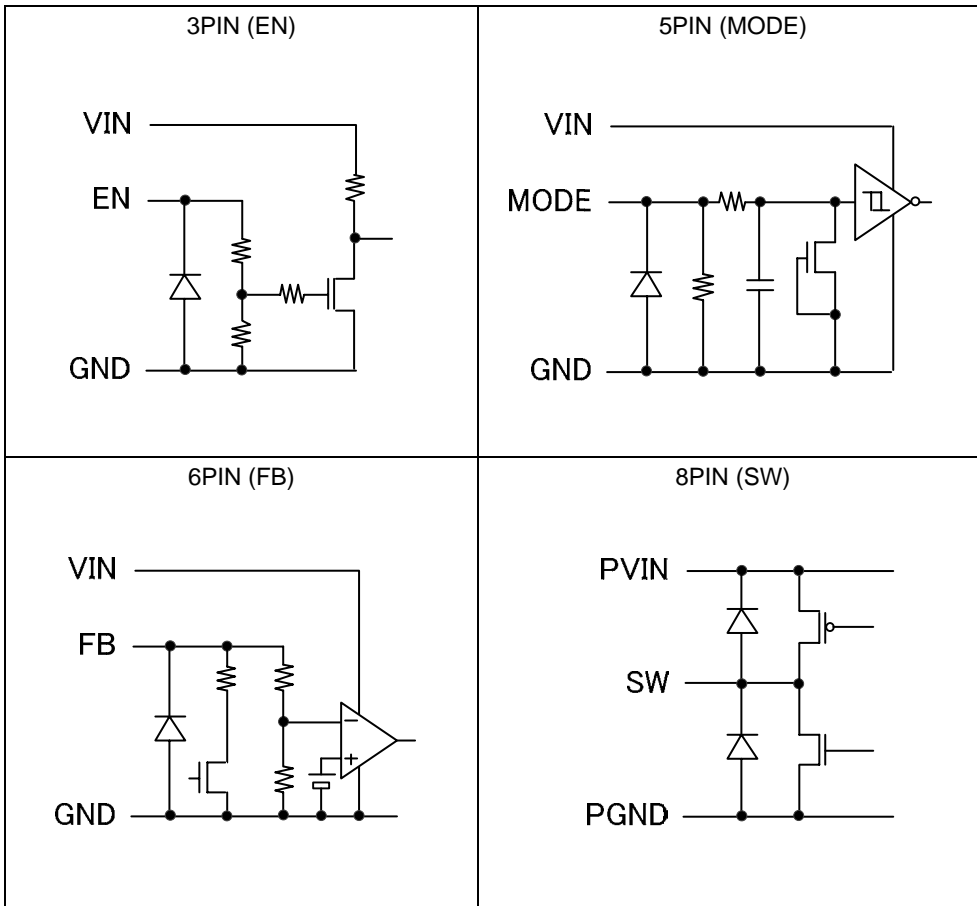 3PIN (EN)
VIN
EN
GND
5PIN (MODE)
VIN
MODE
GND
6PIN (FB)
VIN
FB
GND
8PIN (SW)
PVIN
SW
PGND